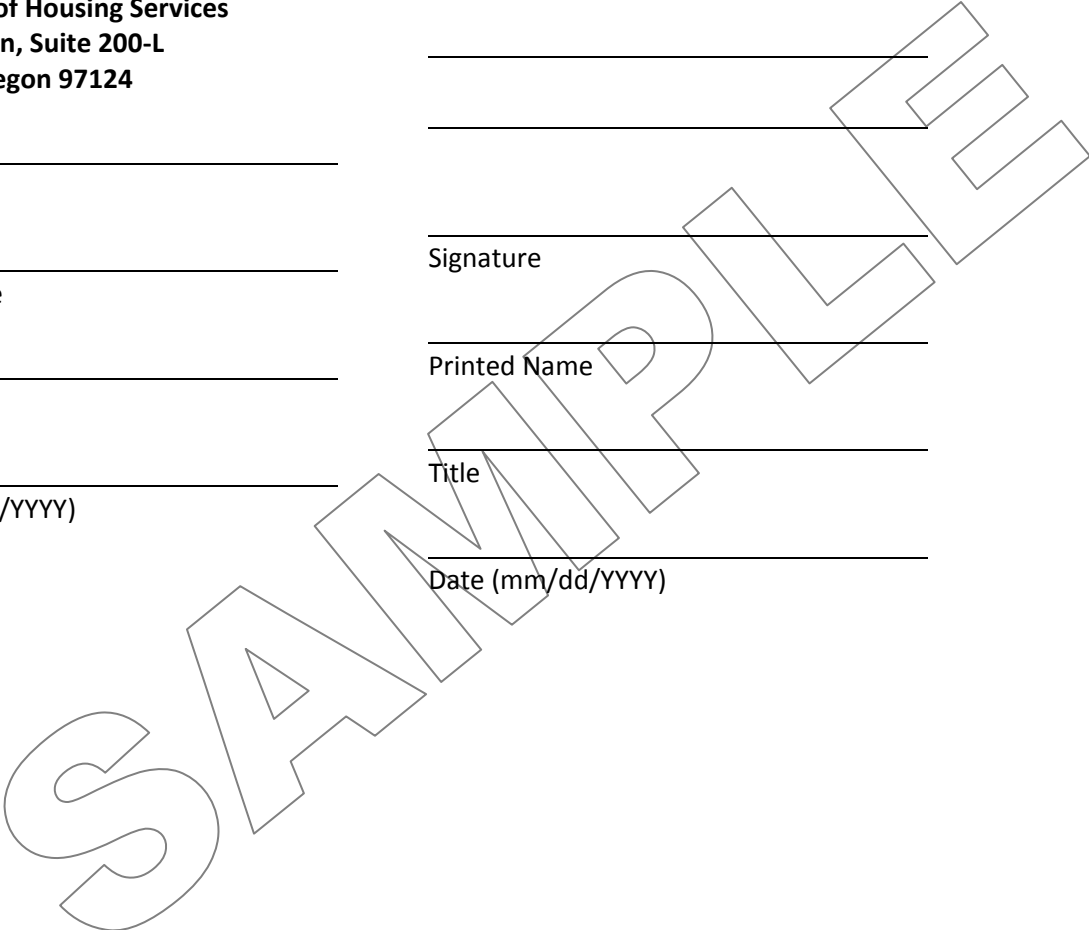 of Housing Services
n, Suite 200-L
egon 97124
e
/YYYY)
Signature
Printed Name
Title
Date (mm/dd/YYYY)
SAMPLE